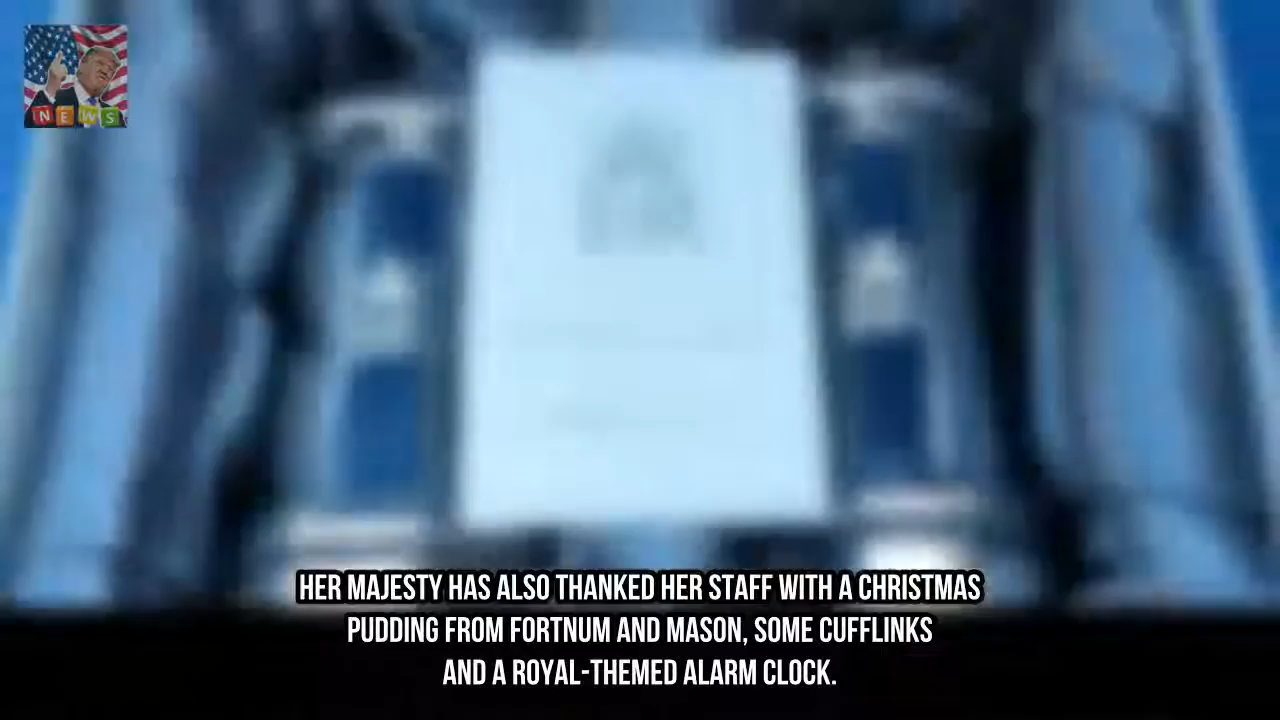 NEWS
HER MAJESTY HAS ALSO THANKED HER STAFF WITH A CHRISTMAS
PUDDING FROM FORTNUM AND MASON, SOME CUFFLINKS
AND A ROYAL-THEMED ALARM CLOCK.